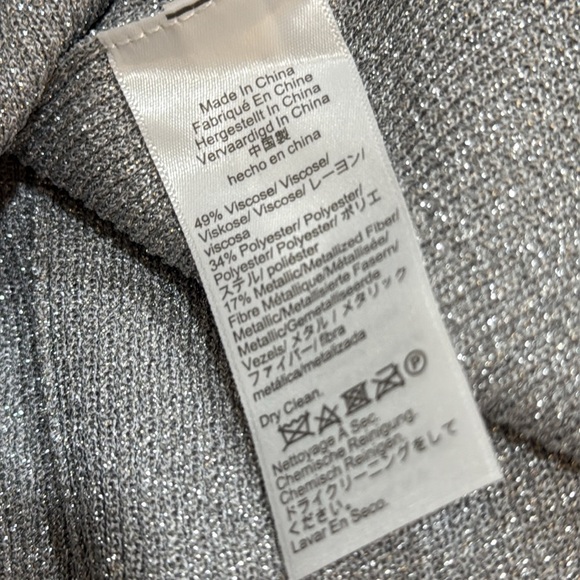 Made In China
Fabriqué En Chine
Hergestellt In China
Vervaardigd In China
中国製
hecho en china
49% Viscose/ Viscose/
Viskose/ Viscose/ レーヨン/
viscosa
34% Polyester/ Polyester/
Polyester/ Polyester/ ポリエ
ステル/ poliéster
17% Metallic/Metallized Fiber/
Fibre Métallique/Métallisée/
Metallic/Metallisierte Fasern/
Metallic/Gemetalliseerde
Vezels/ メタル / メタリック
ファイバー/ fibra
metálica/metalizada
Dry Clean.
P
Nettoyage À Sec.
Chemische Reinigung.
Chemisch Reinigen.
ドライクリーニングをして
ください.
Lavar En Seco.